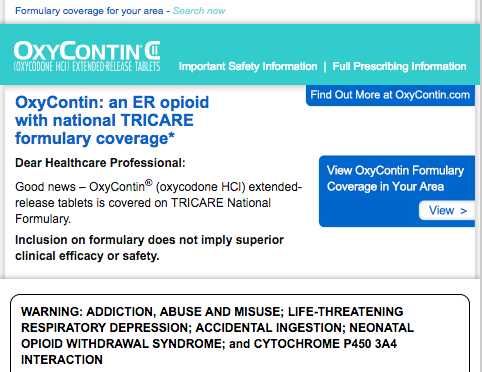 Formulary coverage for your area - Search now
OXYCONTIN CII
(OXYCODONE HCl) EXTENDED-RELEASE TABLETS
Important Safety Information | Full Prescribing Information
Find Out More at OxyContin.com
OxyContin: an ER opioid
with national TRICARE
formulary coverage*
Dear Healthcare Professional:
Good news – OxyContin® (oxycodone HCl) extended-
release tablets is covered on TRICARE National
Formulary.
Inclusion on formulary does not imply superior
clinical efficacy or safety.
View OxyContin Formulary
Coverage in Your Area
View >
WARNING: ADDICTION, ABUSE AND MISUSE; LIFE-THREATENING
RESPIRATORY DEPRESSION; ACCIDENTAL INGESTION; NEONATAL
OPIOID WITHDRAWAL SYNDROME; and CYTOCHROME P450 3A4
INTERACTION